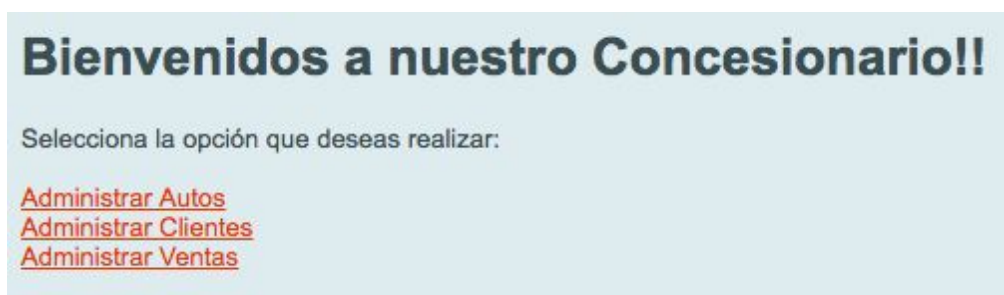 Bienvenidos a nuestro Concesionario!!
Selecciona la opción que deseas realizar:
Administrar Autos
Administrar Clientes
Administrar Ventas